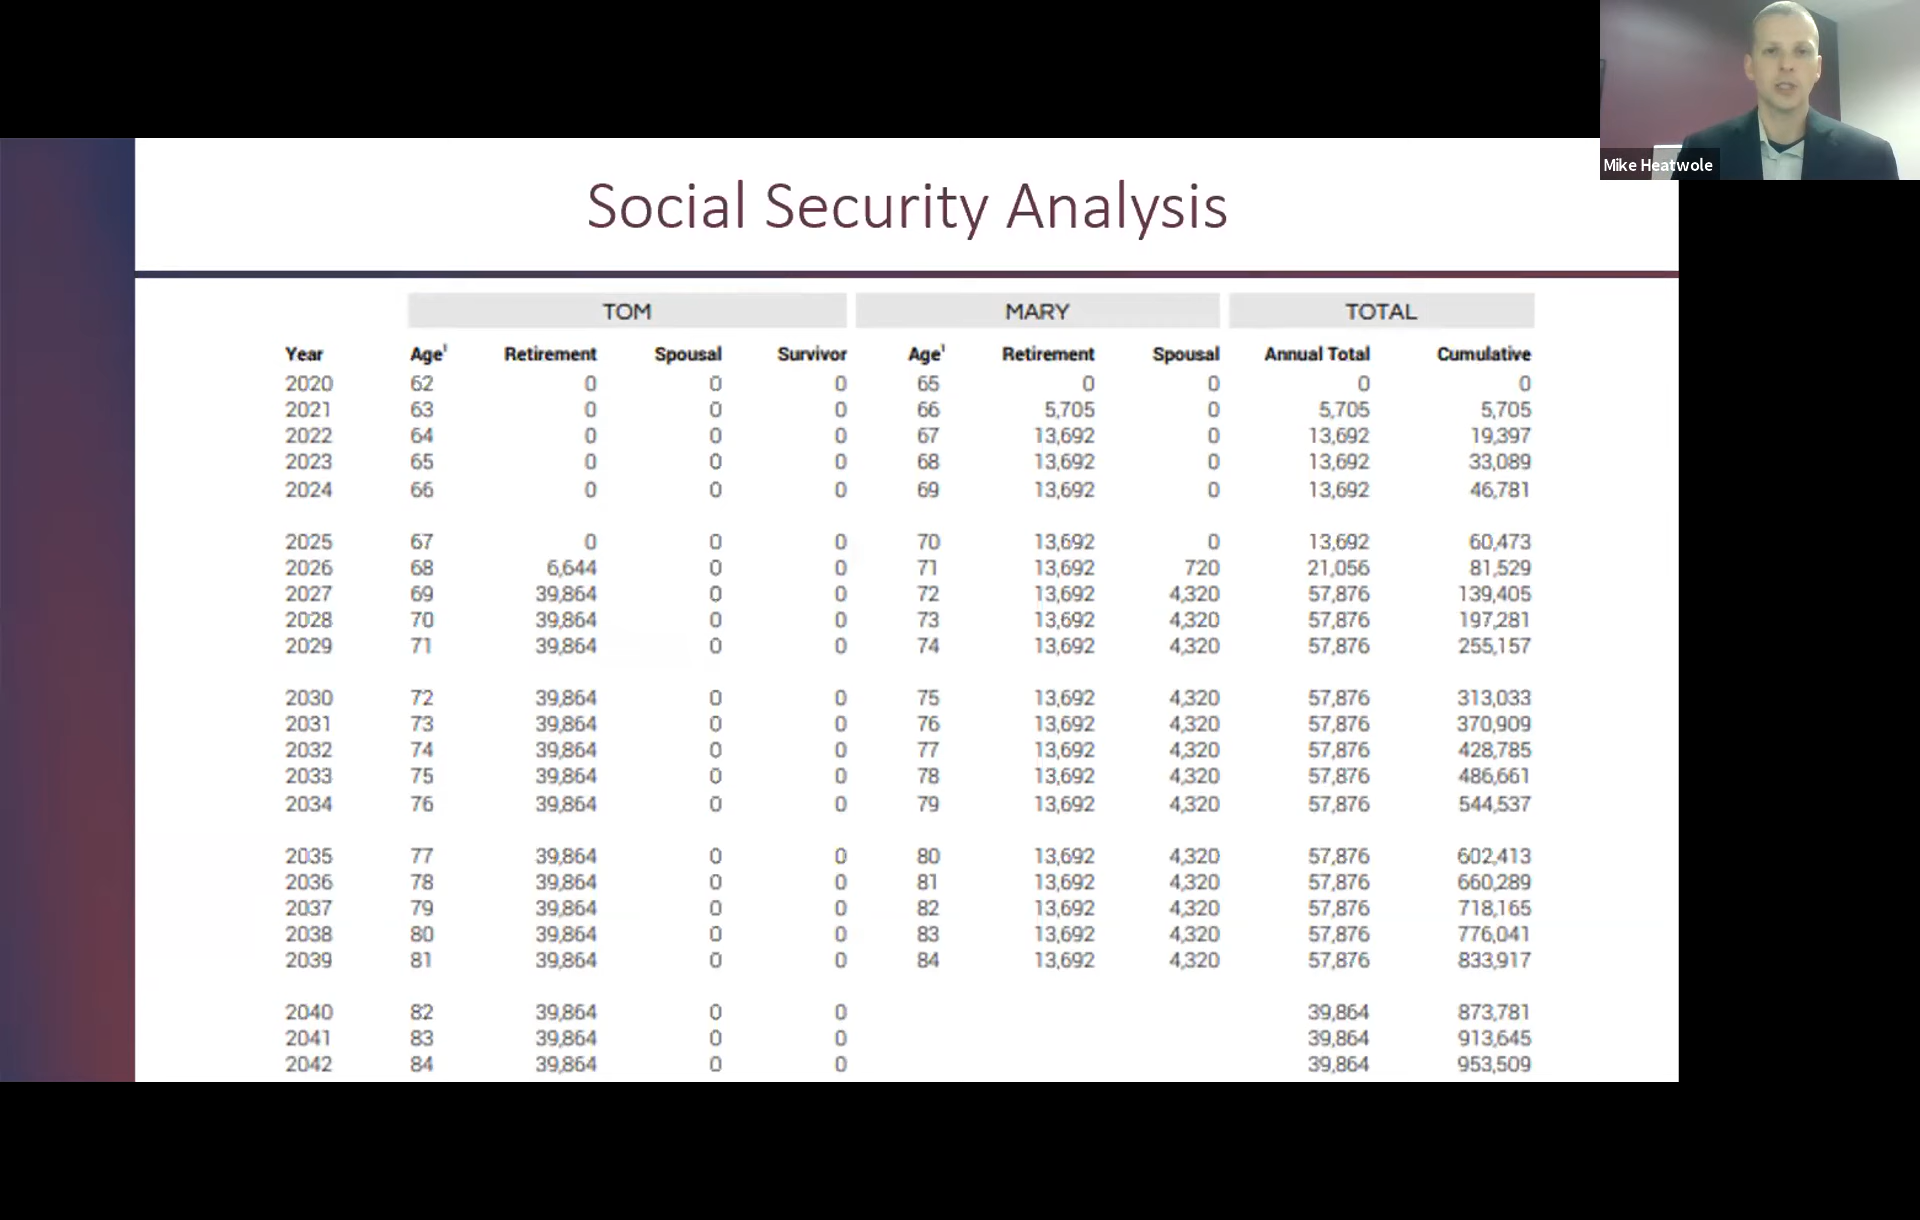 Mike Heatwole
Social Security Analysis
TOM MARY TOTAL
Year Age¹ Retirement Spousal Survivor Age¹ Retirement Spousal Annual Total Cumulative
2020 62 0 0 0 65 0 0 0 0
2021 63 0 0 0 66 5,705 0 5,705 5,705
2022 64 0 0 0 67 13,692 0 13,692 19,397
2023 65 0 0 0 68 13,692 0 13,692 33,089
2024 66 0 0 0 69 13,692 0 13,692 46,781
2025 67 0 0 0 70 13,692 0 13,692 60,473
2026 68 6,644 0 0 71 13,692 720 21,056 81,529
2027 69 39,864 0 0 72 13,692 4,320 57,876 139,405
2028 70 39,864 0 0 73 13,692 4,320 57,876 197,281
2029 71 39,864 0 0 74 13,692 4,320 57,876 255,157
2030 72 39,864 0 0 75 13,692 4,320 57,876 313,033
2031 73 39,864 0 0 76 13,692 4,320 57,876 370,909
2032 74 39,864 0 0 77 13,692 4,320 57,876 428,785
2033 75 39,864 0 0 78 13,692 4,320 57,876 486,661
2034 76 39,864 0 0 79 13,692 4,320 57,876 544,537
2035 77 39,864 0 0 80 13,692 4,320 57,876 602,413
2036 78 39,864 0 0 81 13,692 4,320 57,876 660,289
2037 79 39,864 0 0 82 13,692 4,320 57,876 718,165
2038 80 39,864 0 0 83 13,692 4,320 57,876 776,041
2039 81 39,864 0 0 84 13,692 4,320 57,876 833,917
2040 82 39,864 0 0 39,864 873,781
2041 83 39,864 0 0 39,864 913,645
2042 84 39,864 0 0 39,864 953,509